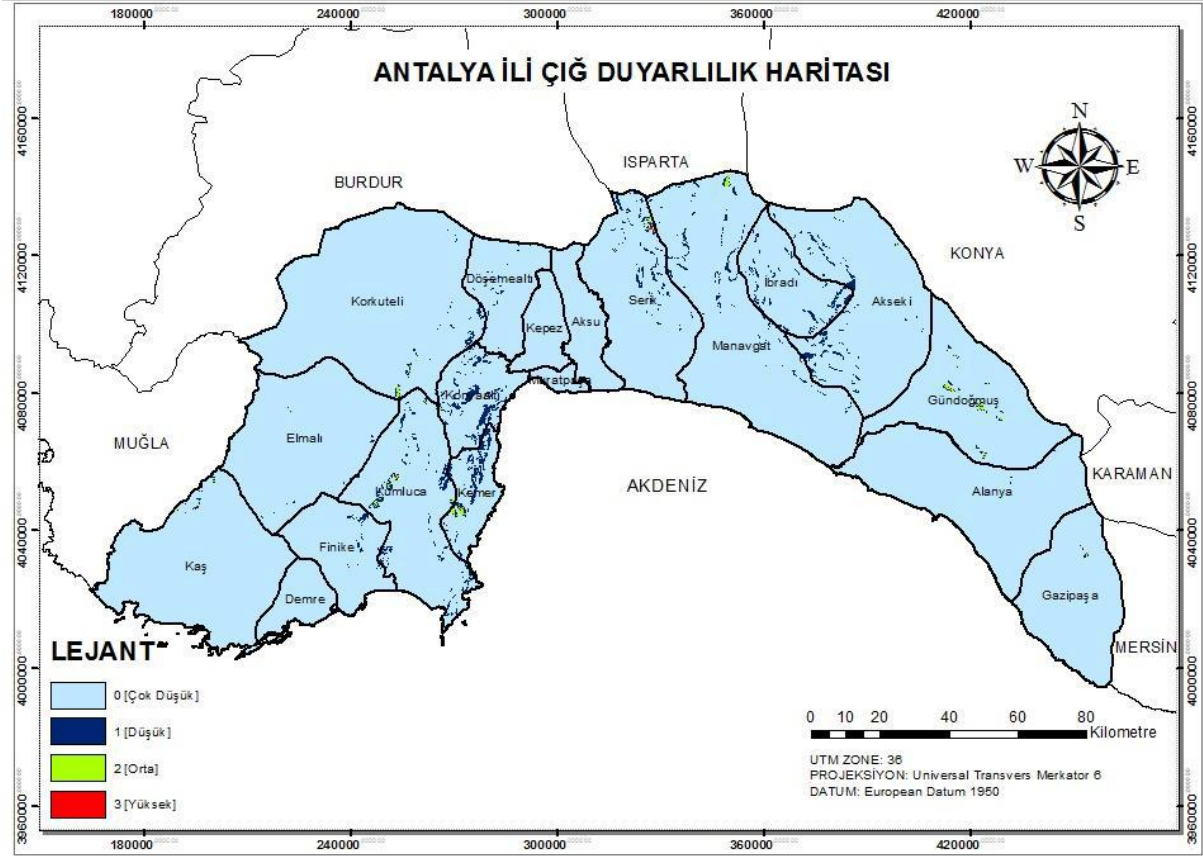 180000 240000 300000 360000 420000
ANTALYA İLİ ÇIĞ DUYARLILIK HARİTASI
4160000 4160000
N
W E
S
ISPARTA
BURDUR
KONYA
4120000 4120000
Döşemealtı
İbradı
Korkuteli
Serik
Akseki
Kepez
Aksu
Manavgat
Muratpaşa
4080000 4080000
Konyaaltı
Gündoğmuş
Elmalı
MUĞLA
KARAMAN
AKDENİZ
Kumluca
Kemer
Alanya
4040000 4040000
Finike
Kaş
Demre
Gazipaşa
MERSİN
LEJANT
4000000 4000000
0 [Çok Düşük]
1 [Düşük]
2 [Orta]
3 [Yüksek]
0 10 20 40 60 80
Kilometre
UTM ZONE: 36
PROJEKSİYON: Universal Transvers Merkator 6
DATUM: European Datum 1950
3960000 3960000
180000 240000 300000 360000 420000